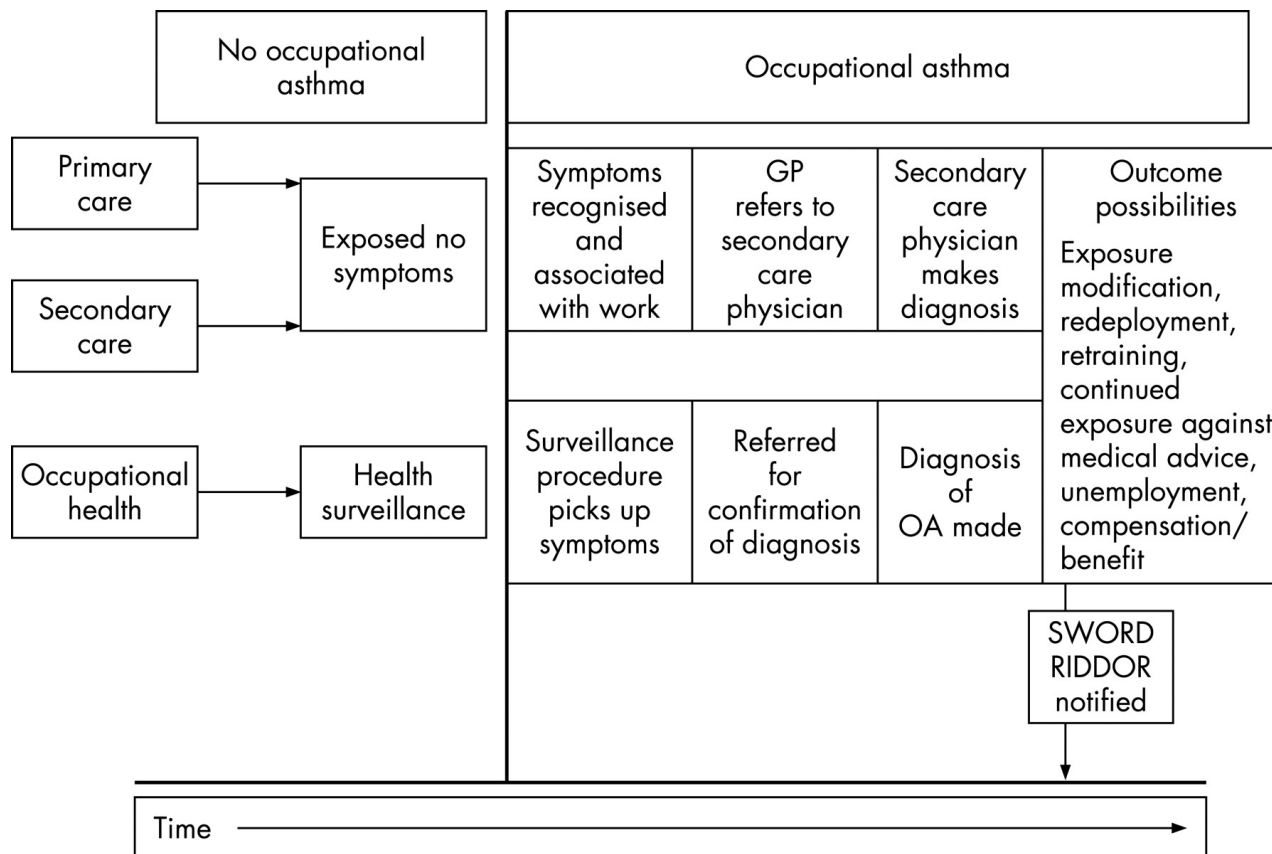 No occupational
asthma
Occupational asthma
Primary
care
Secondary
care
Occupational
health
Exposed no
symptoms
Health
surveillance
Symptoms
recognised
and
associated
with work
GP
refers to
secondary
care
physician
Secondary
care
physician
makes
diagnosis
Surveillance
procedure
picks up
symptoms
Referred
for
confirmation
of diagnosis
Diagnosis
of
OA made
Outcome
possibilities
Exposure
modification,
redeployment,
retraining,
continued
exposure against
medical advice,
unemployment,
compensation/
benefit
SWORD
RIDDOR
notified
Time